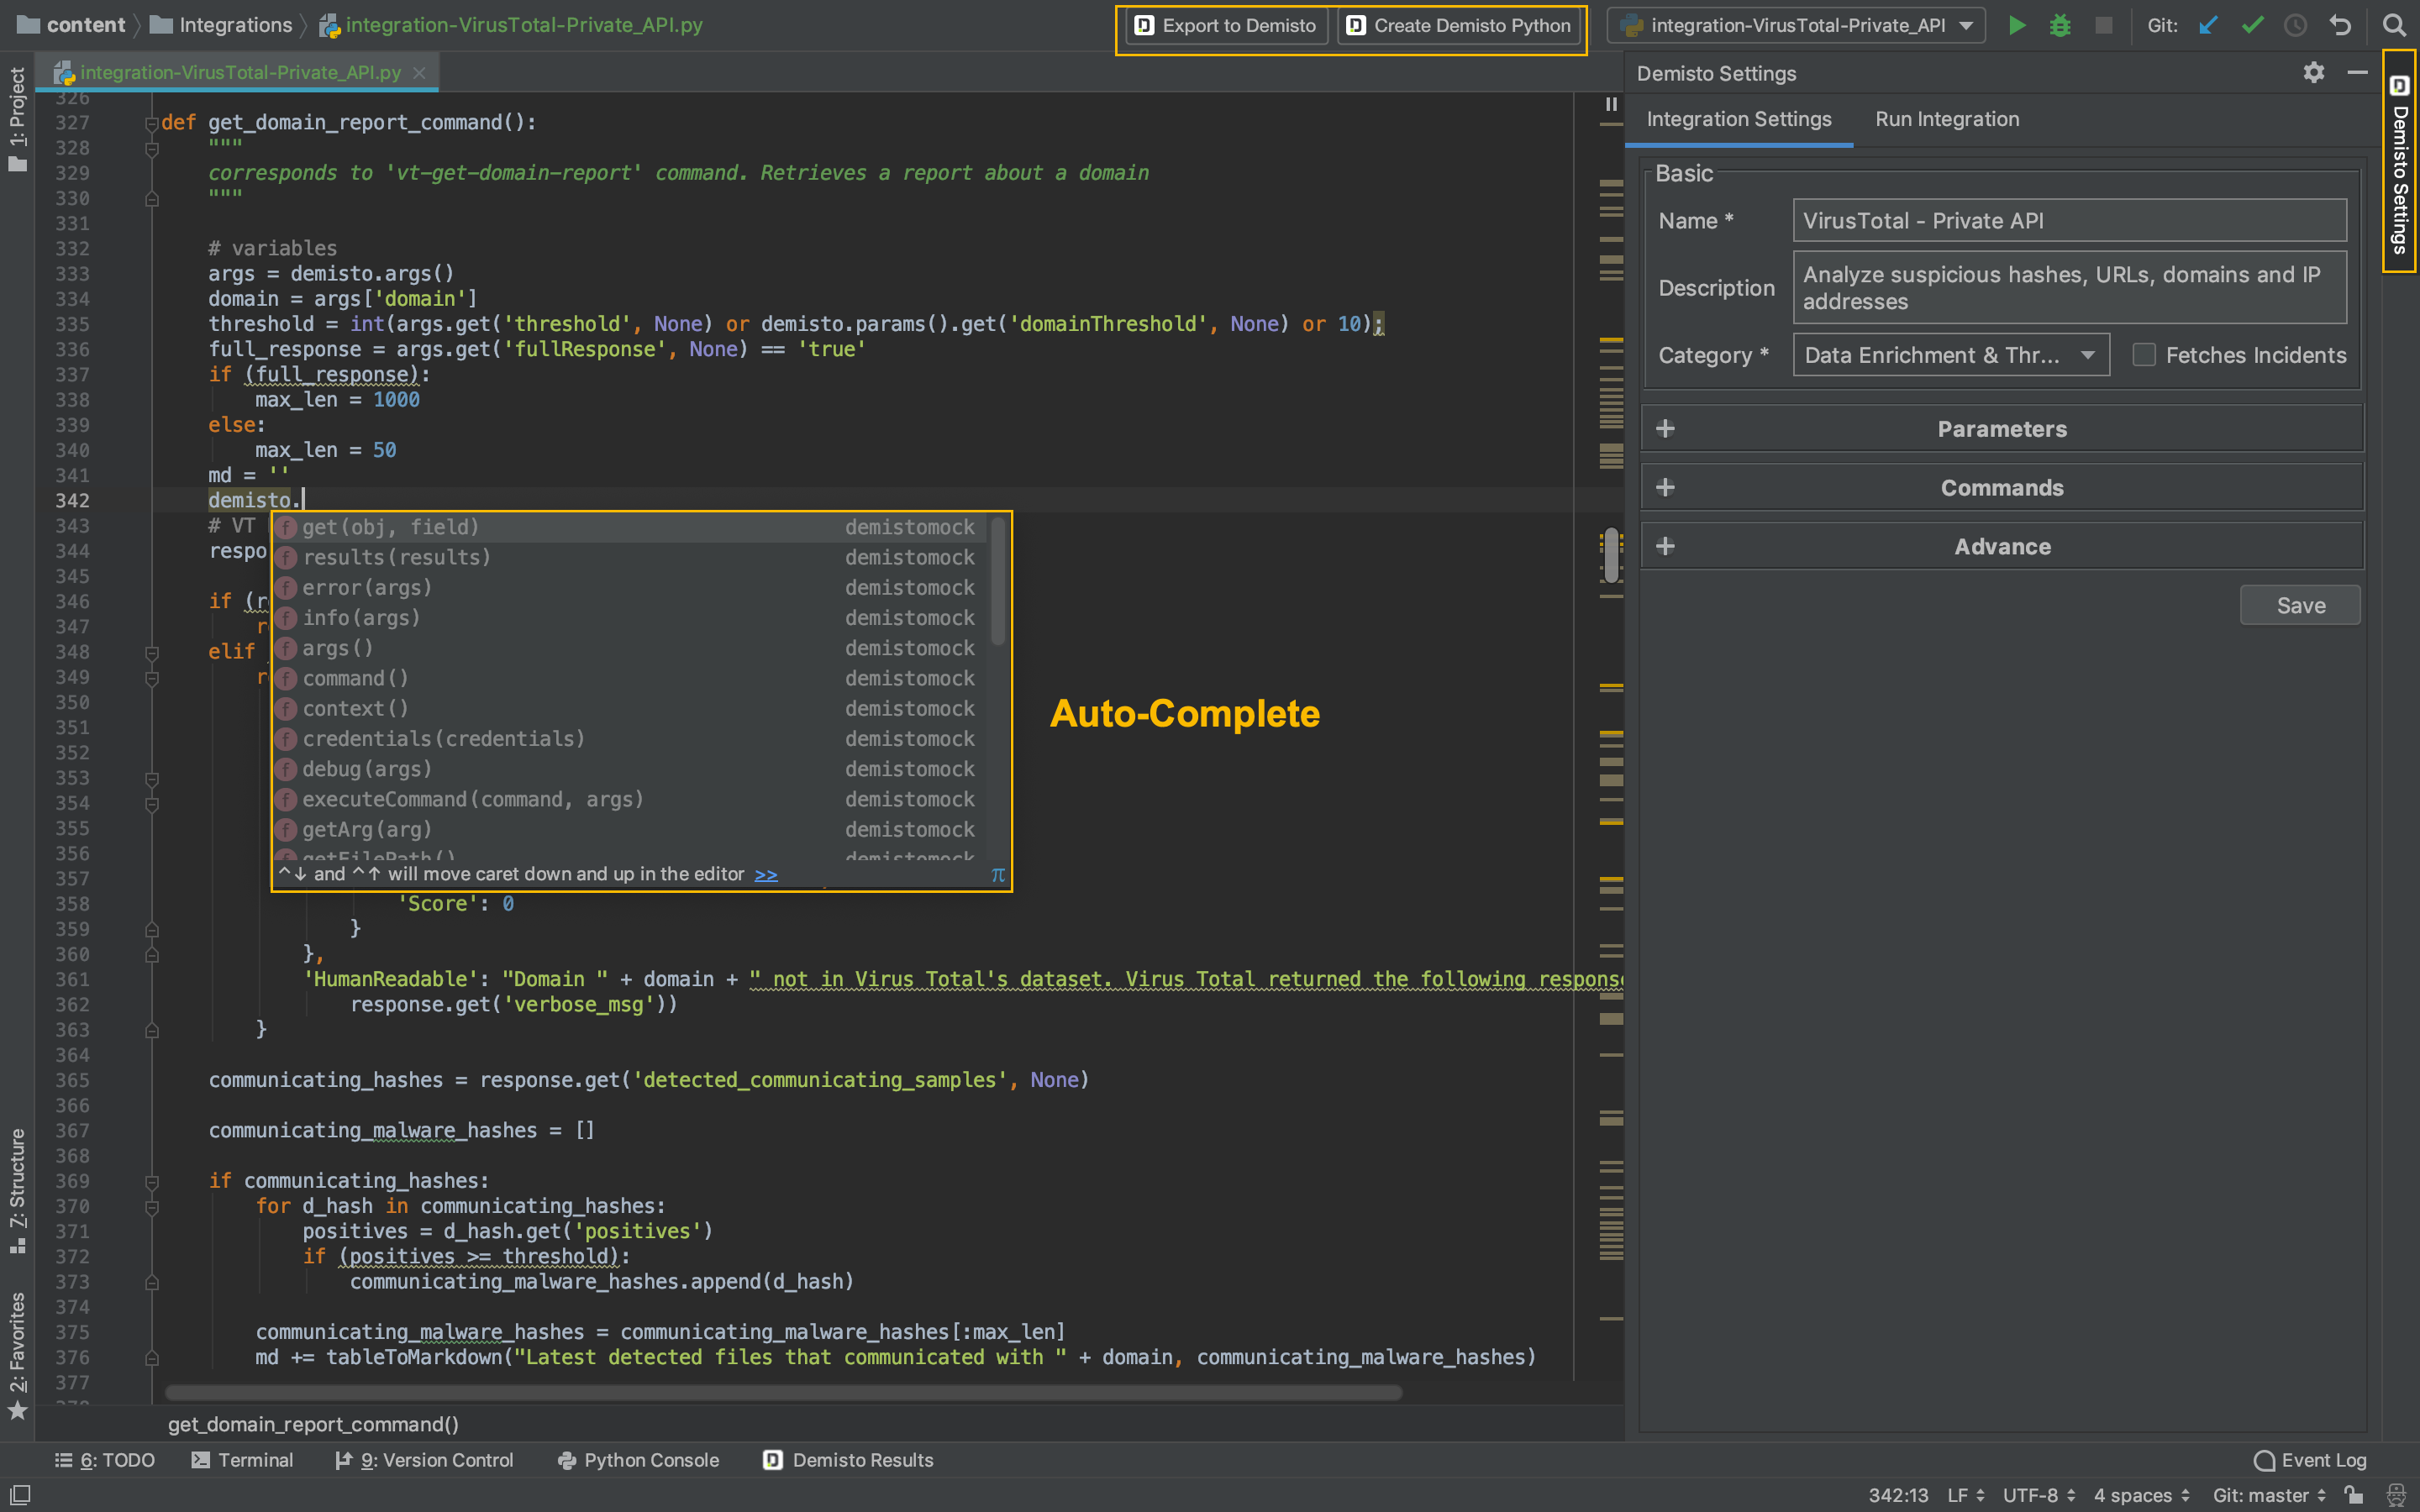 content
Integrations
integration-VirusTotal-Private_API.py
Export to Demisto
Create Demisto Python
integration-VirusTotal-Private_API
Git:
1: Project
7: Structure
2: Favorites
integration-VirusTotal-Private_API.py
326
327 def get_domain_report_command():
328 """
329 corresponds to 'vt-get-domain-report' command. Retrieves a report about a domain
330 """
331
332 # variables
333 args = demisto.args()
334 domain = args['domain']
335 threshold = int(args.get('threshold', None) or demisto.params().get('domainThreshold', None) or 10);
336 full_response = args.get('fullResponse', None) == 'true'
337 if (full_response):
338 max_len = 1000
339 else:
340 max_len = 50
341 md = ''
342 demisto.
343 # VT
344 respo
345
346 if (r
347 r
348 elif
349 r
350
351
352
353
354
355
356
357
358 'Score': 0
359 }
360 },
361 'HumanReadable': "Domain " + domain + " not in Virus Total's dataset. Virus Total returned the following respons
362 response.get('verbose_msg'))
363 }
364
365 communicating_hashes = response.get('detected_communicating_samples', None)
366
367 communicating_malware_hashes = []
368
369 if communicating_hashes:
370 for d_hash in communicating_hashes:
371 positives = d_hash.get('positives')
372 if (positives >= threshold):
373 communicating_malware_hashes.append(d_hash)
374
375 communicating_malware_hashes = communicating_malware_hashes[:max_len]
376 md += tableToMarkdown("Latest detected files that communicated with " + domain, communicating_malware_hashes)
377
f get(obj, field) demistomock
f results(results) demistomock
f error(args) demistomock
f info(args) demistomock
f args() demistomock
f command() demistomock
f context() demistomock
f credentials(credentials) demistomock
f debug(args) demistomock
f executeCommand(command, args) demistomock
f getArg(arg) demistomock
f getFilePath() demistomock
^↓ and ^↑ will move caret down and up in the editor >> π
Auto-Complete
Demisto Settings
Integration Settings
Run Integration
Basic
Name *
VirusTotal - Private API
Description
Analyze suspicious hashes, URLs, domains and IP
addresses
Category *
Data Enrichment & Thr...
Fetches Incidents
Parameters
Commands
Advance
Save
Demisto Settings
get_domain_report_command()
6: TODO
Terminal
9: Version Control
Python Console
Demisto Results
Event Log
342:13
LF
UTF-8
4 spaces
Git: master